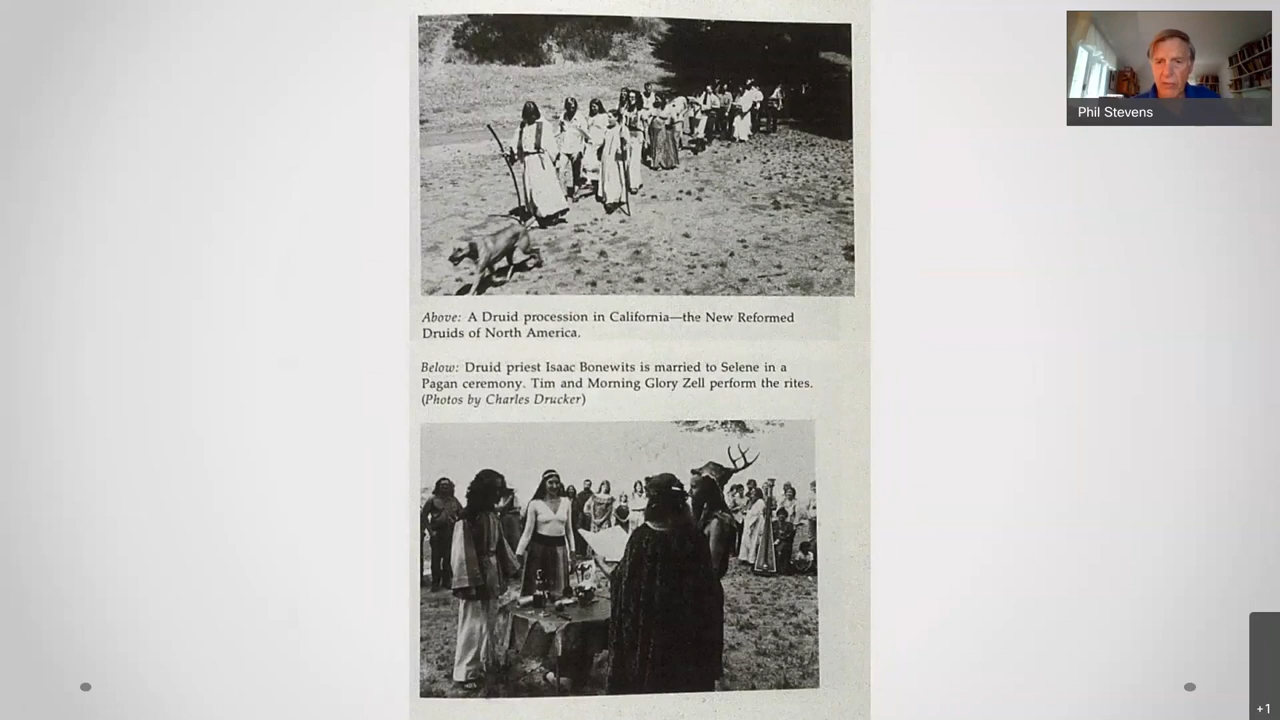 Phil Stevens
Above: A Druid procession in California—the New Reformed
Druids of North America.
Below: Druid priest Isaac Bonewits is married to Selene in a
Pagan ceremony. Tim and Morning Glory Zell perform the rites.
(Photos by Charles Drucker)
+1